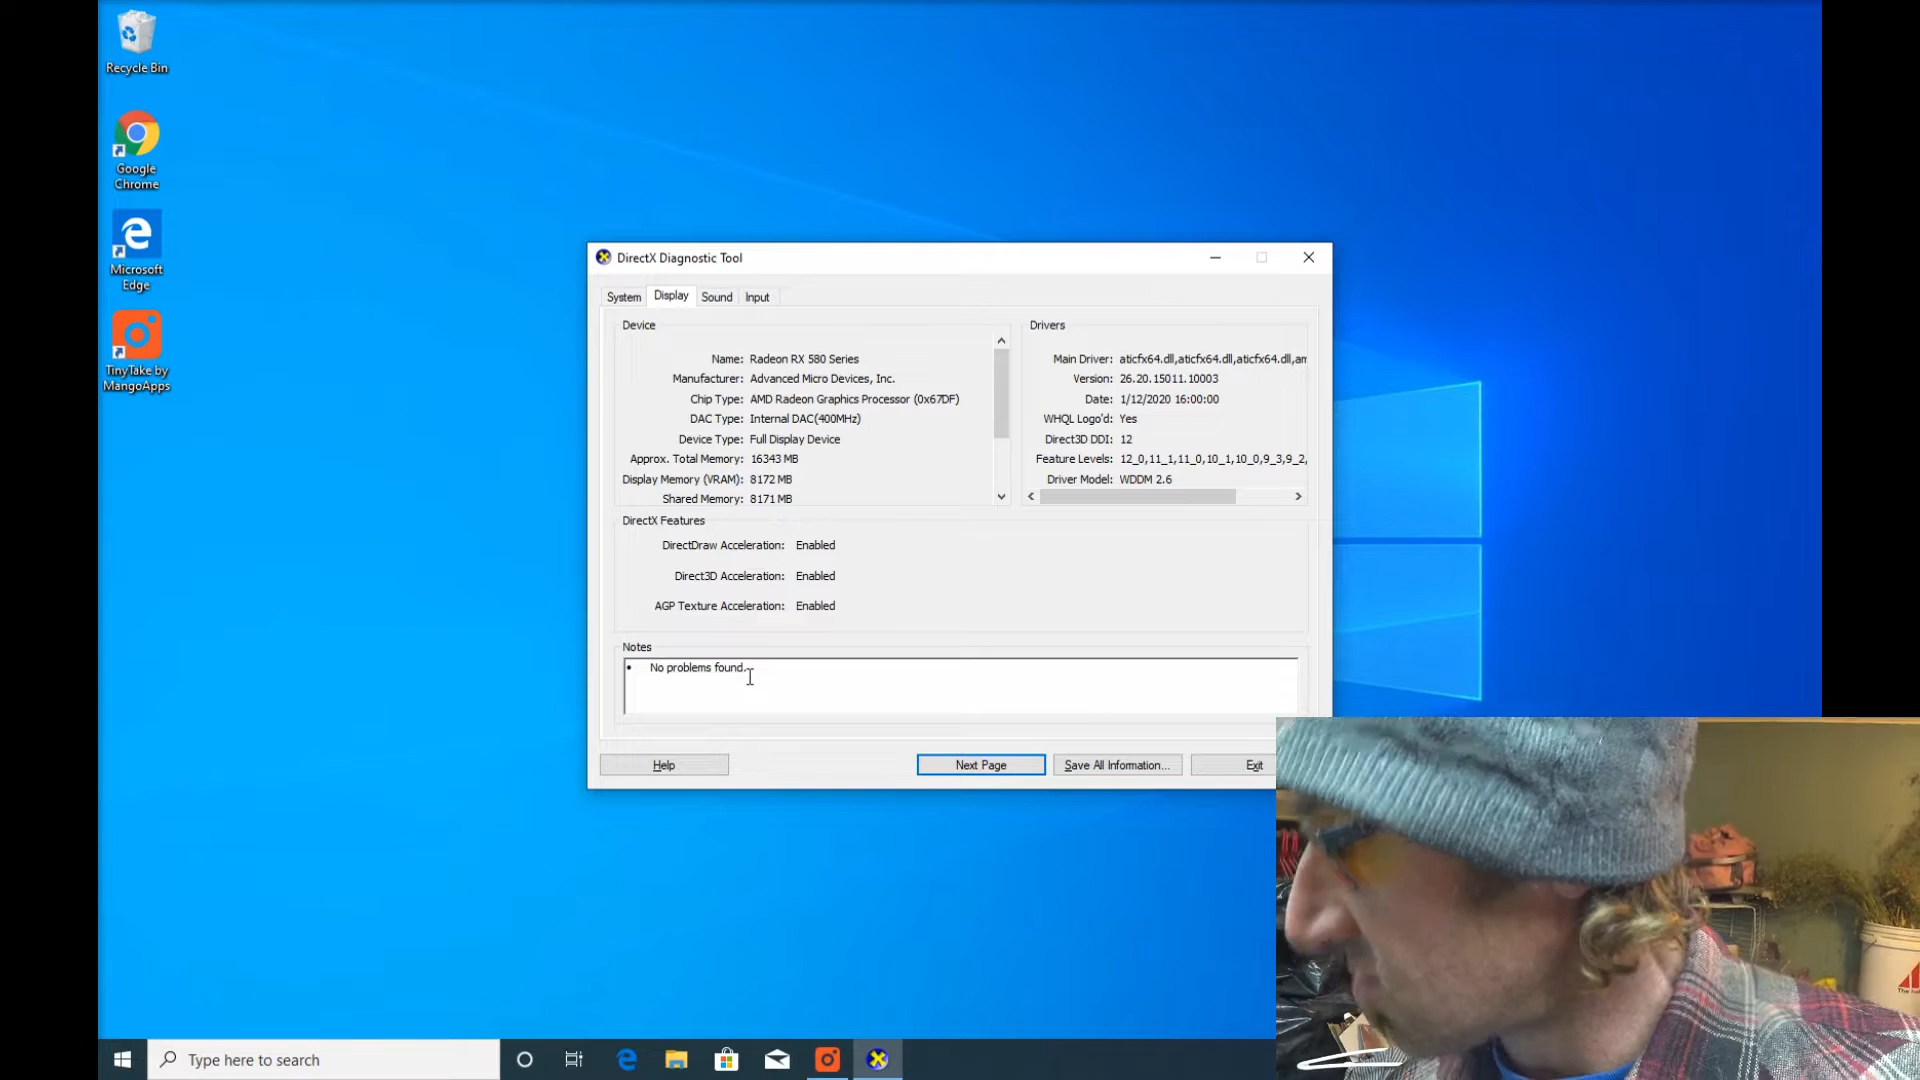 Recycle Bin
Google
Chrome
Microsoft
Edge
TinyTake by
MangoApps
DirectX Diagnostic Tool
System Display Sound Input
Device
Name: Radeon RX 580 Series
Manufacturer: Advanced Micro Devices, Inc.
Chip Type: AMD Radeon Graphics Processor (0x67DF)
DAC Type: Internal DAC(400MHz)
Device Type: Full Display Device
Approx. Total Memory: 16343 MB
Display Memory (VRAM): 8172 MB
Shared Memory: 8171 MB
Drivers
Main Driver: aticfx64.dll,aticfx64.dll,aticfx64.dll,am
Version: 26.20.15011.10003
Date: 1/12/2020 16:00:00
WHQL Logo'd: Yes
Direct3D DDI: 12
Feature Levels: 12_0,11_1,11_0,10_1,10_0,9_3,9_2,
Driver Model: WDDM 2.6
DirectX Features
DirectDraw Acceleration: Enabled
Direct3D Acceleration: Enabled
AGP Texture Acceleration: Enabled
Notes
• No problems found.
Help Next Page Save All Information... Exit
Type here to search